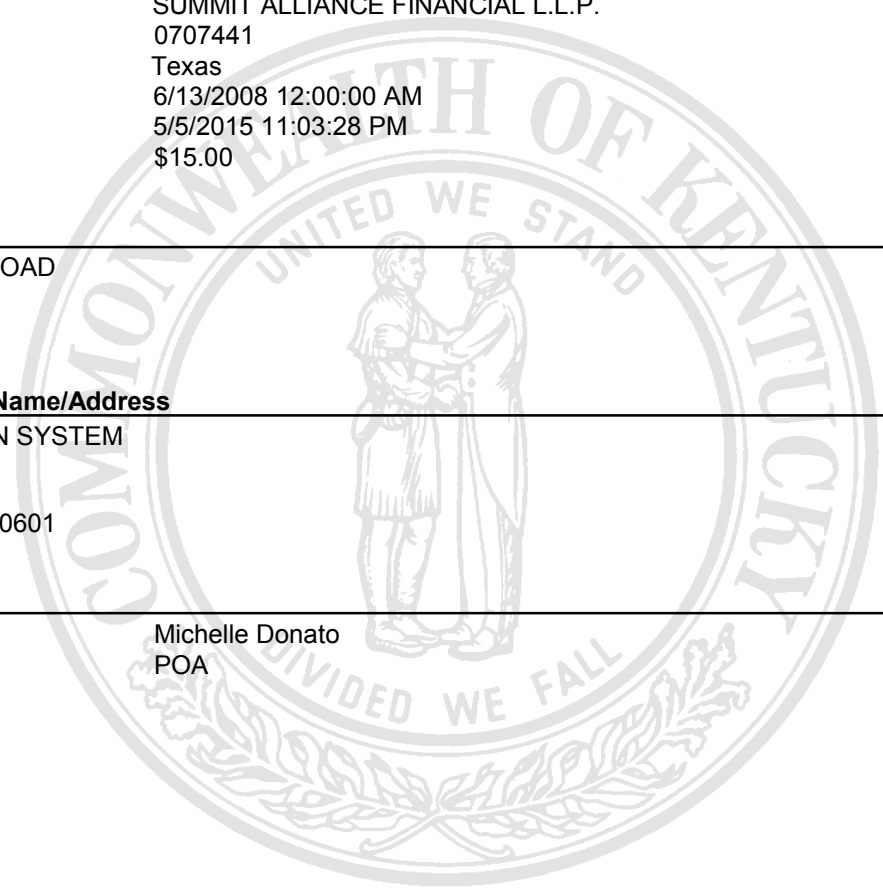 SUMMIT ALLIANCE FINANCIAL L.L.P.
0707441
Texas
6/13/2008 12:00:00 AM
5/5/2015 11:03:28 PM
$15.00
OAD
Name/Address
N SYSTEM
0601
Michelle Donato
POA
COMMONWEALTH OF KENTUCKY
UNITED WE STAND
DIVIDED WE FALL